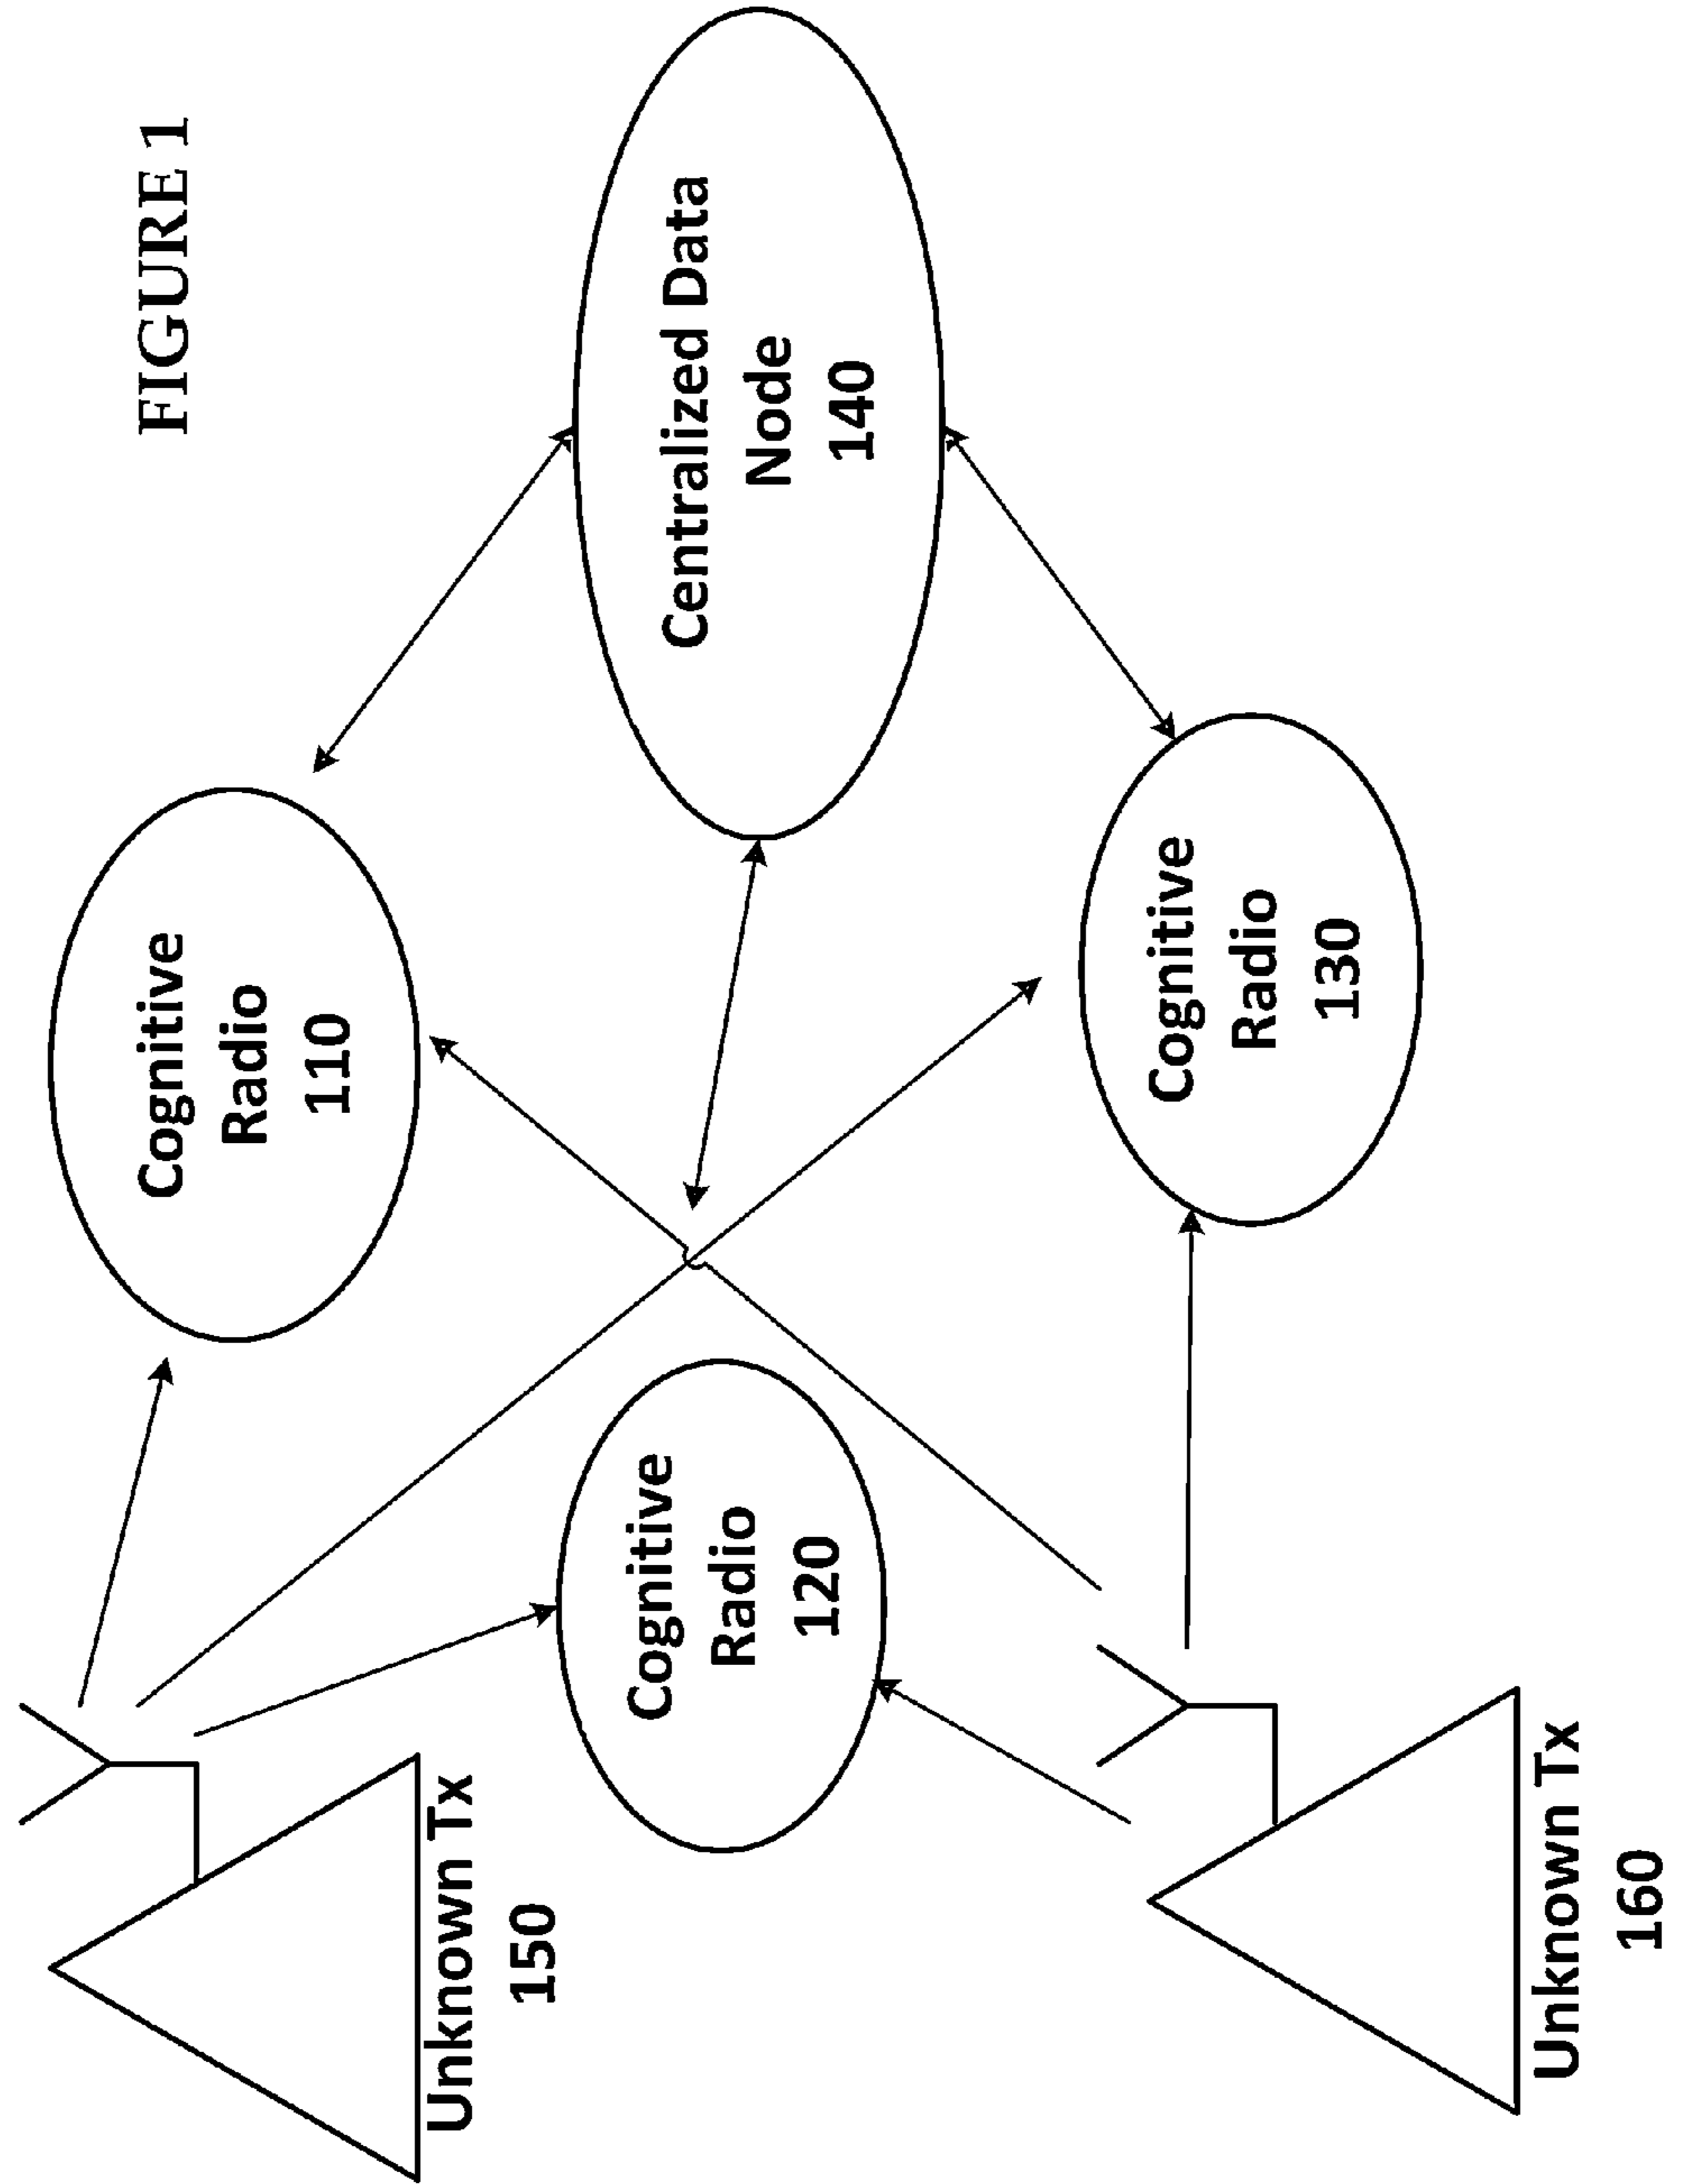 FIGURE 1
Unknown Tx
150
Cognitive
Radio
110
Cognitive
Radio
120
Centralized Data
Node
140
Cognitive
Radio
130
Unknown Tx
160